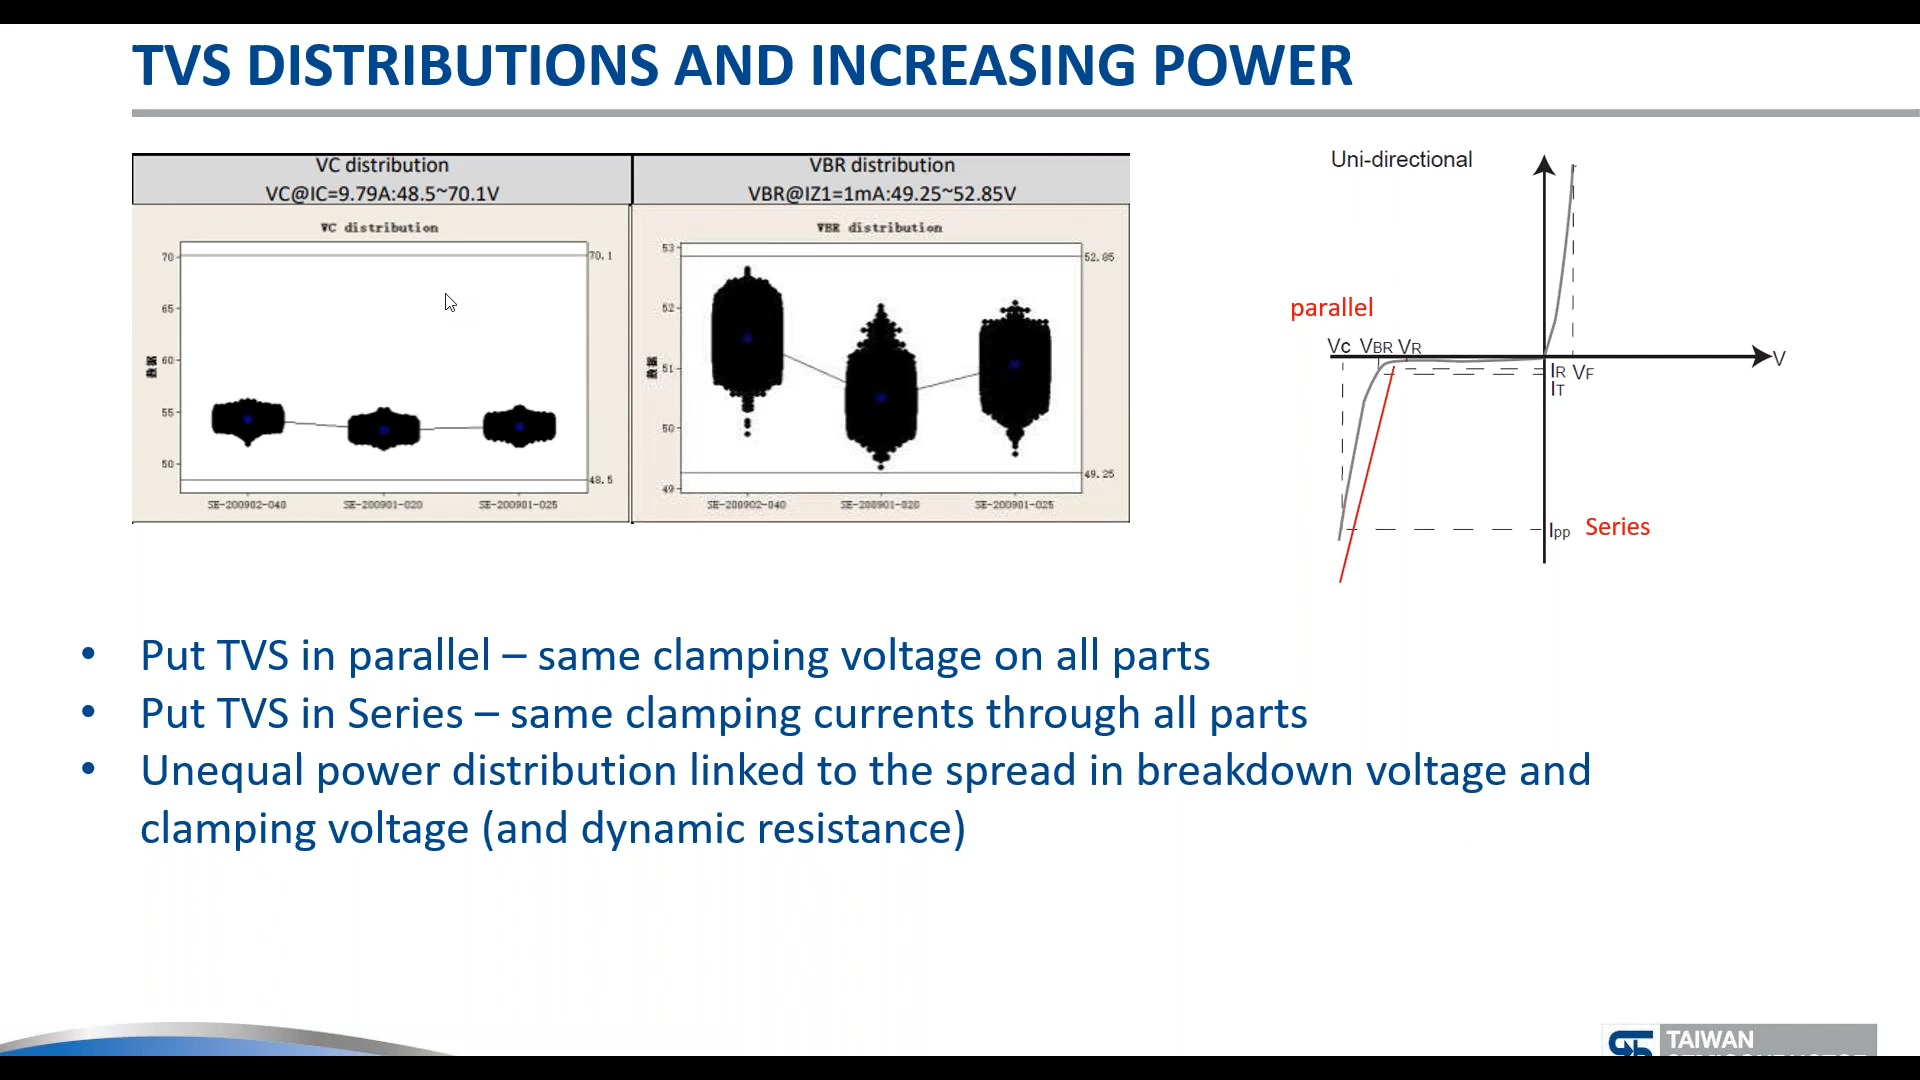 TVS DISTRIBUTIONS AND INCREASING POWER
VC distribution
VC@IC=9.79A:48.5~70.1V
VBR distribution
VBR@IZ1=1mA:49.25~52.85V
VC distribution
70
65
60
55
50
70.1
48.5
数据
SE-200902-040
SE-200901-020
SE-200901-025
VBR distribution
53
52
51
50
49
52.85
49.25
数据
SE-200902-040
SE-200901-020
SE-200901-025
Uni-directional
parallel
Vc VBR VR
V
IR VF
IT
Ipp Series
• Put TVS in parallel – same clamping voltage on all parts
• Put TVS in Series – same clamping currents through all parts
• Unequal power distribution linked to the spread in breakdown voltage and
clamping voltage (and dynamic resistance)
TAIWAN
SEMICONDUCTOR